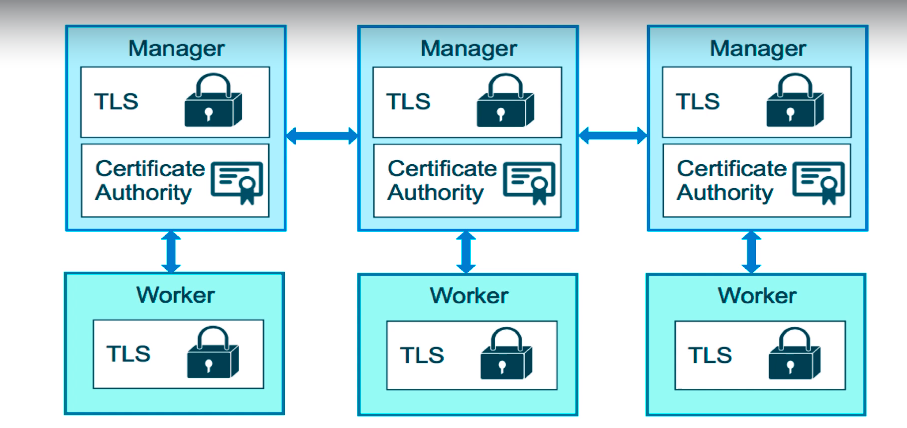 Manager
TLS
Certificate
Authority
Manager
TLS
Certificate
Authority
Manager
TLS
Certificate
Authority
Worker
TLS
Worker
TLS
Worker
TLS